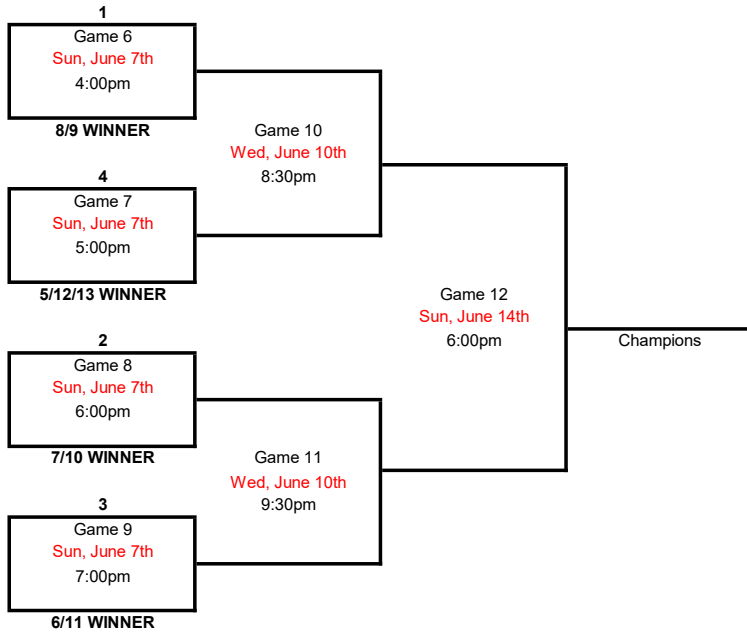 1
Game 6
Sun, June 7th
4:00pm
8/9 WINNER
Game 10
Wed, June 10th
8:30pm
4
Game 7
Sun, June 7th
5:00pm
5/12/13 WINNER
Game 12
Sun, June 14th
6:00pm
Champions
2
Game 8
Sun, June 7th
6:00pm
7/10 WINNER
Game 11
Wed, June 10th
9:30pm
3
Game 9
Sun, June 7th
7:00pm
6/11 WINNER